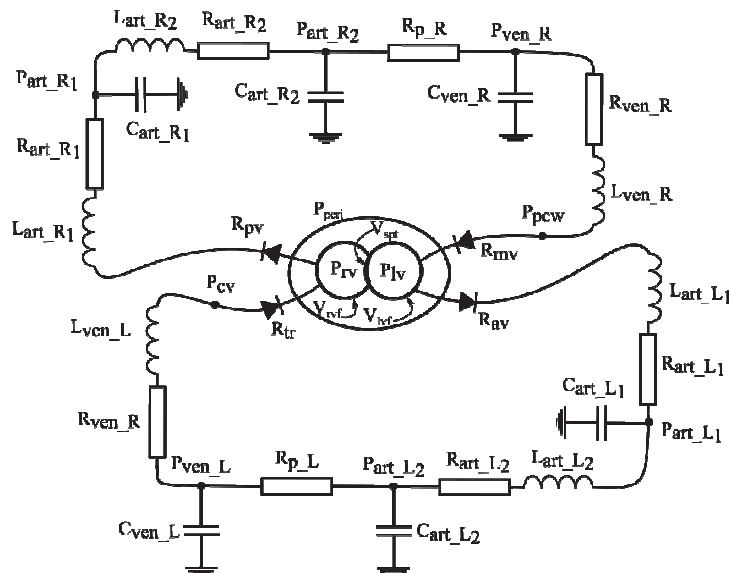 Lart_R2
Rart_R2
Part_R2
Rp_R
Pven_R
Part_R1
Cart_R1
Cart_R2
Cven_R
Rven_R
Rart_R1
Lven_R
Lart_R1
Rpv
Pperi
Vspt
Ppcw
Rmv
Prv
Plv
Pcv
Rtr
Vrvf
Vlvf
Rav
Lart_L1
Lven_L
Rart_L1
Cart_L1
Rven_R
Part_L1
Pven_L
Rp_L
Part_L2
Rart_L2
Lart_L2
Cven_L
Cart_L2